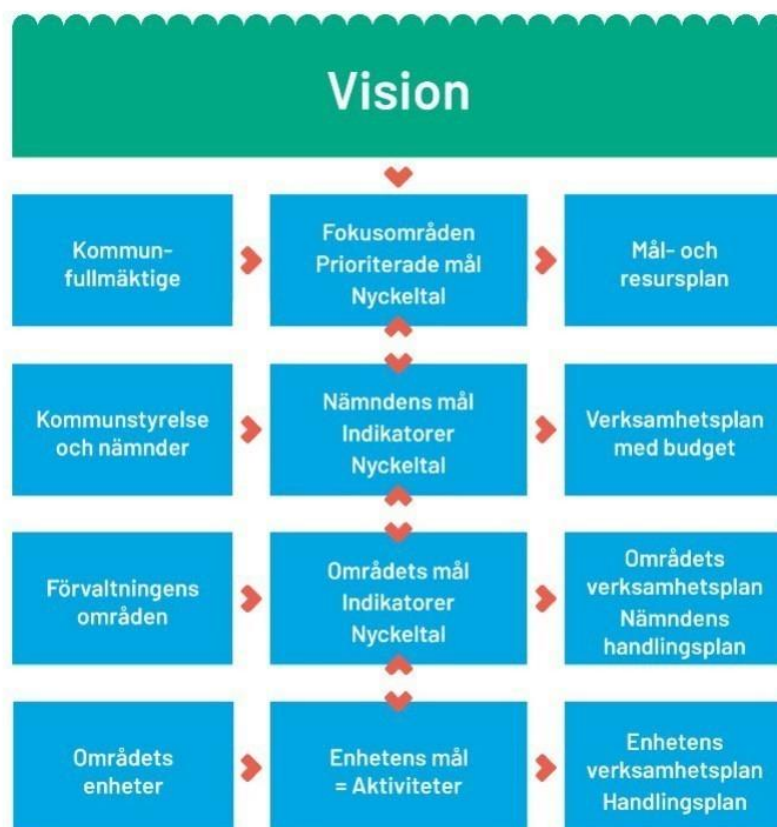 Vision
Kommun-
fullmäktige
Fokusområden
Prioriterade mål
Nyckeltal
Mål- och
resursplan
Kommunstyrelse
och nämnder
Nämndens mål
Indikatorer
Nyckeltal
Verksamhetsplan
med budget
Förvaltningens
områden
Områdets mål
Indikatorer
Nyckeltal
Områdets
verksamhetsplan
Nämndens
handlingsplan
Områdets
enheter
Enhetens mål
= Aktiviteter
Enhetens
verksamhetsplan
Handlingsplan